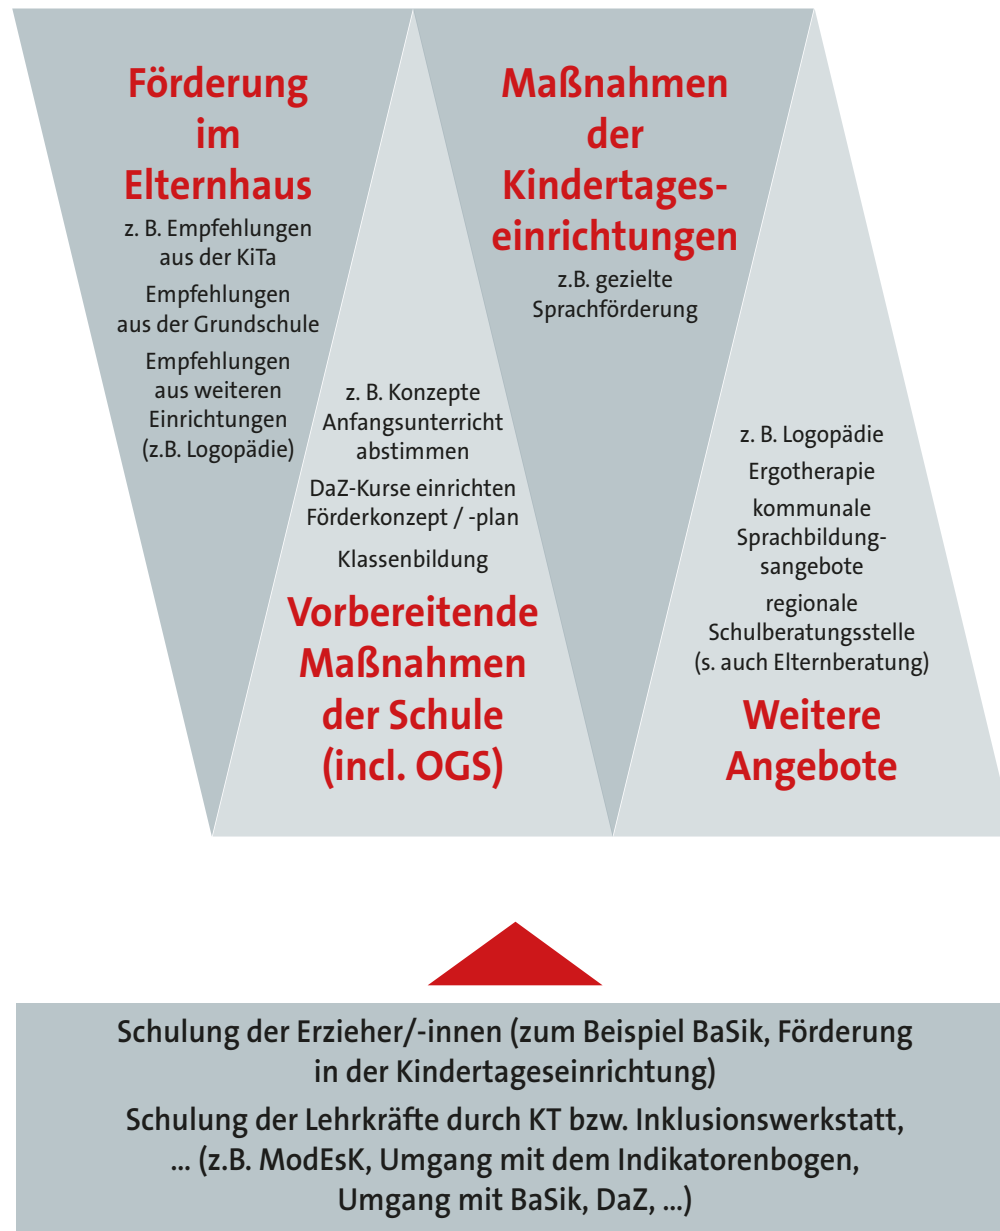 Förderung
im
Elternhaus
z. B. Empfehlungen
aus der KiTa
Empfehlungen
aus der Grundschule
Empfehlungen
aus weiteren
Einrichtungen
(z.B. Logopädie)
z. B. Konzepte
Anfangsunterricht
abstimmen
DaZ-Kurse einrichten
Förderkonzept / -plan
Klassenbildung
Vorbereitende
Maßnahmen
der Schule
(incl. OGS)
Maßnahmen
der
Kindertages-
einrichtungen
z.B. gezielte
Sprachförderung
z. B. Logopädie
Ergotherapie
kommunale
Sprachbildung-
sangebote
regionale
Schulberatungsstelle
(s. auch Elternberatung)
Weitere
Angebote
Schulung der Erzieher/-innen (zum Beispiel BaSik, Förderung
in der Kindertageseinrichtung)
Schulung der Lehrkräfte durch KT bzw. Inklusionswerkstatt,
... (z.B. ModEsK, Umgang mit dem Indikatorenbogen,
Umgang mit BaSik, DaZ, ...)